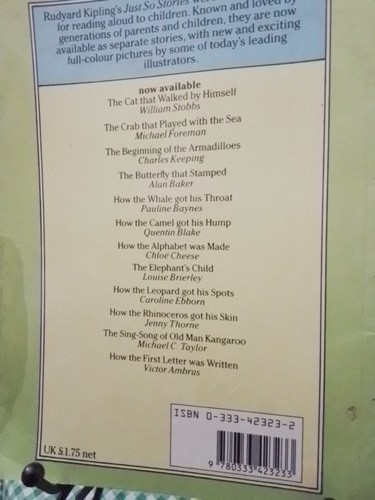 Rudyard Kipling's Just So Stories were
for reading aloud to children. Known and loved by
generations of parents and children, they are now
available as separate stories, with new and exciting
full-colour pictures by some of today's leading
illustrators.
now available
The Cat that Walked by Himself
William Stobbs
The Crab that Played with the Sea
Michael Foreman
The Beginning of the Armadilloes
Charles Keeping
The Butterfly that Stamped
Alan Baker
How the Whale got his Throat
Pauline Baynes
How the Camel got his Hump
Quentin Blake
How the Alphabet was Made
Chloë Cheese
The Elephant's Child
Louise Brierley
How the Leopard got his Spots
Caroline Ebborn
How the Rhinoceros got his Skin
Jenny Thorne
The Sing-Song of Old Man Kangaroo
Michael C. Taylor
How the First Letter was Written
Victor Ambrus
ISBN 0-333-42323-2
9 780333 423233
UK £1.75 net